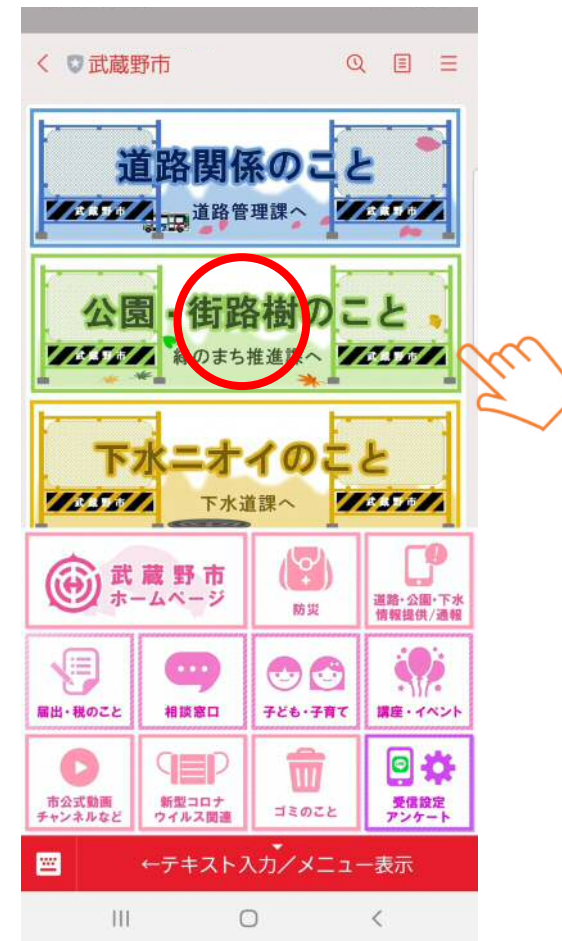 武蔵野市
道路関係のこと
道路管理課へ
武蔵野市
武蔵野市
公園・街路樹のこと
緑のまち推進課へ
武蔵野市
武蔵野市
下水ニオイのこと
下水道課へ
武蔵野市
武蔵野市
武蔵野市
ホームページ
防災
道路・公園・下水
情報提供/通報
届出・税のこと
相談窓口
子ども・子育て
講座・イベント
市公式動画
チャンネルなど
新型コロナ
ウイルス関連
ゴミのこと
受信設定
アンケート
←テキスト入力／メニュー表示